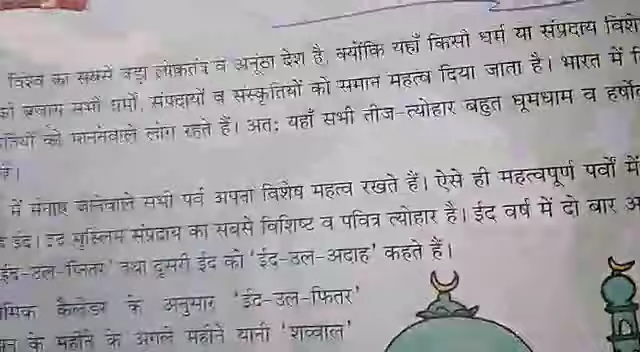 विश्व का सबसे बड़ा लोकतंत्र व अनूठा देश है, क्योंकि यहाँ किसी धर्म या संप्रदाय विशे
की बजाय सभी धर्मों, संप्रदायों व संस्कृतियों को समान महत्व दिया जाता है। भारत में
को माननेवाले लोग रहते हैं। अतः यहाँ सभी तीज-त्योहार बहुत धूमधाम व हर्षो
में मनाए जानेवाले सभी पर्व अपना विशेष महत्व रखते हैं। ऐसे ही महत्वपूर्ण पर्वों में
ईद। ईद मुस्लिम संप्रदाय का सबसे विशिष्ट व पवित्र त्योहार है। ईद वर्ष में दो बार
'ईद-उल-फितर' तथा दूसरी ईद को 'ईद-उल-अदाह' कहते हैं।
मिक कैलेंडर के अनुसार 'ईद-उल-फितर'
के महीने के अगले महीने यानी 'शव्वाल'